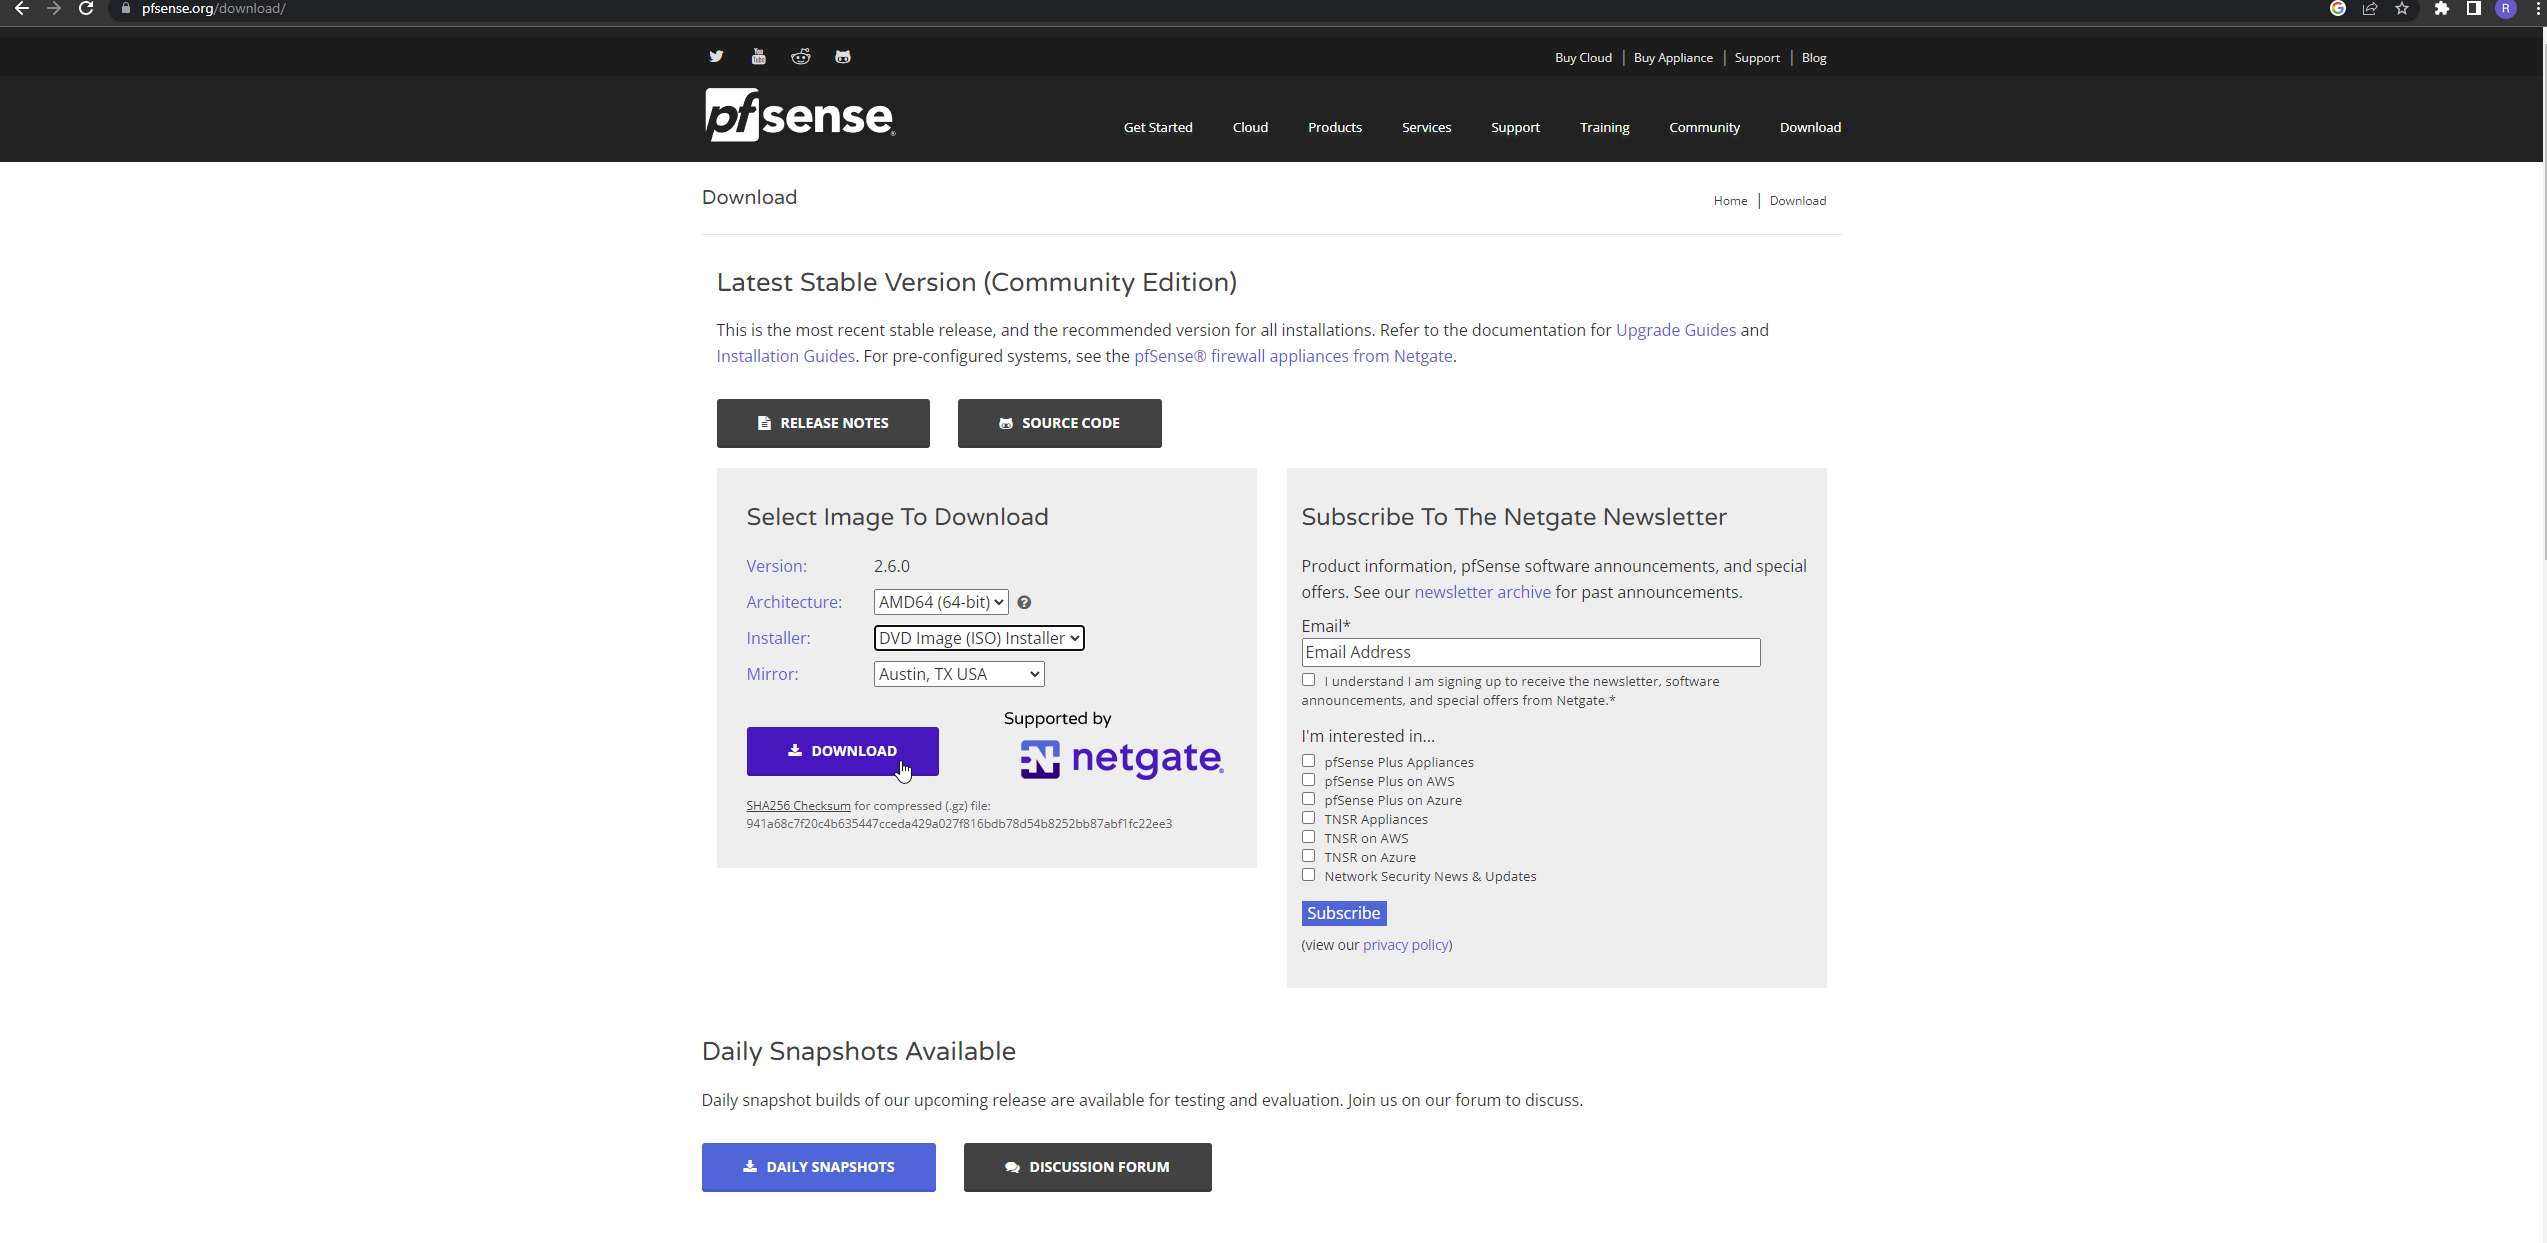 pfsense.org/download/
R
You
Tube
Buy Cloud | Buy Appliance | Support | Blog
pfsense®
Get Started Cloud Products Services Support Training Community Download
Download
Home | Download
Latest Stable Version (Community Edition)
This is the most recent stable release, and the recommended version for all installations. Refer to the documentation for Upgrade Guides and
Installation Guides. For pre-configured systems, see the pfSense® firewall appliances from Netgate.
RELEASE NOTES
SOURCE CODE
Select Image To Download
Version: 2.6.0
Architecture: AMD64 (64-bit) ?
Installer: DVD Image (ISO) Installer
Mirror: Austin, TX USA
DOWNLOAD
Supported by
N netgate®
SHA256 Checksum for compressed (.gz) file:
941a68c7f20c4b635447cceda429a027f816bdb78d54b8252bb87abf1fc22ee3
Subscribe To The Netgate Newsletter
Product information, pfSense software announcements, and special
offers. See our newsletter archive for past announcements.
Email*
Email Address
I understand I am signing up to receive the newsletter, software
announcements, and special offers from Netgate.*
I'm interested in...
pfSense Plus Appliances
pfSense Plus on AWS
pfSense Plus on Azure
TNSR Appliances
TNSR on AWS
TNSR on Azure
Network Security News & Updates
Subscribe
(view our privacy policy)
Daily Snapshots Available
Daily snapshot builds of our upcoming release are available for testing and evaluation. Join us on our forum to discuss.
DAILY SNAPSHOTS
DISCUSSION FORUM